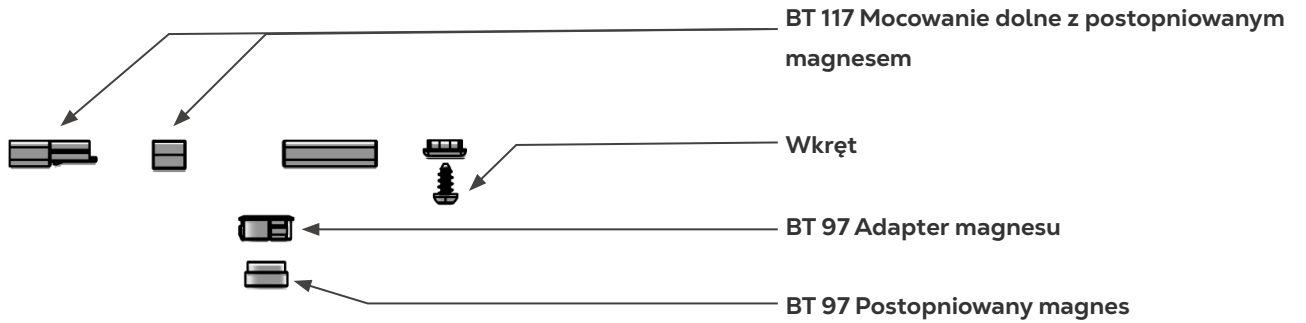 BT 117 Mocowanie dolne z postopniowanym
magnesem
Wkręt
BT 97 Adapter magnesu
BT 97 Postopniowany magnes